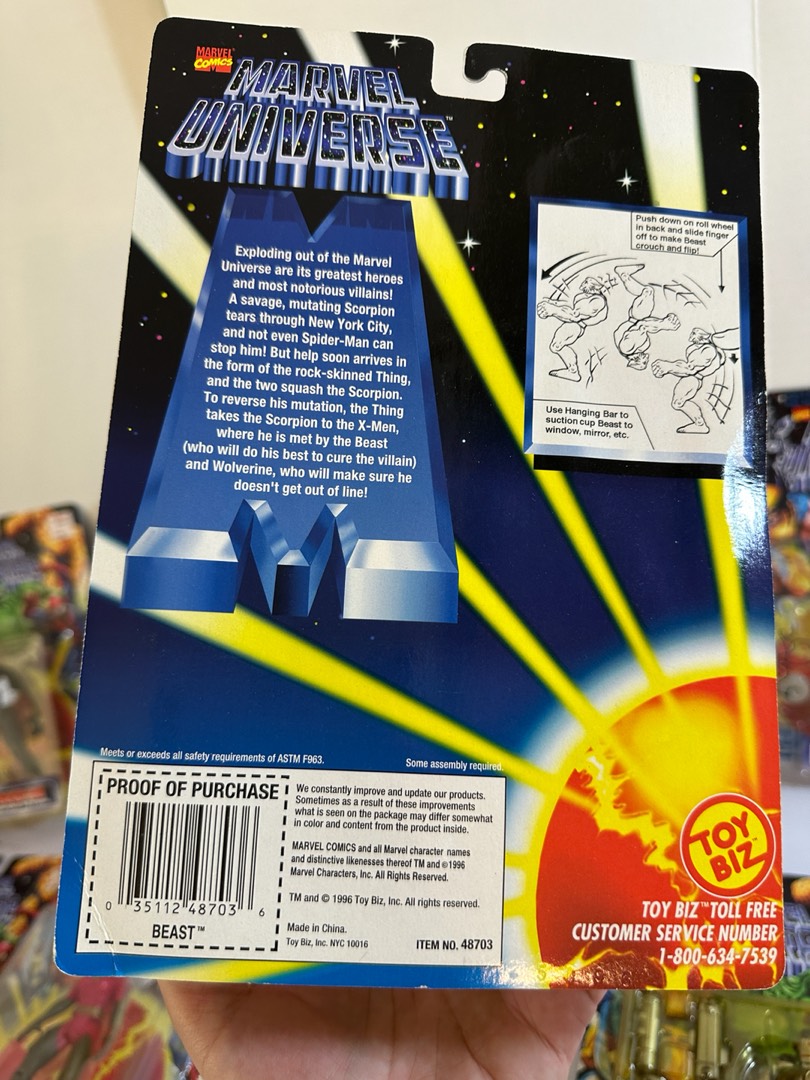 MARVEL
COMICS
MARVEL
UNIVERSE™
Exploding out of the Marvel
Universe are its greatest heroes
and most notorious villains!
A savage, mutating Scorpion
tears through New York City,
and not even Spider-Man can
stop him! But help soon arrives in
the form of the rock-skinned Thing,
and the two squash the Scorpion.
To reverse his mutation, the Thing
takes the Scorpion to the X-Men,
where he is met by the Beast
(who will do his best to cure the villain)
and Wolverine, who will make sure he
doesn't get out of line!
Push down on roll wheel
in back and slide finger
off to make Beast
crouch and flip!
Use Hanging Bar to
suction cup Beast to
window, mirror, etc.
Meets or exceeds all safety requirements of ASTM F963.
Some assembly required.
PROOF OF PURCHASE
0 35112 48703 6
BEAST™
We constantly improve and update our products.
Sometimes as a result of these improvements
what is seen on the package may differ somewhat
in color and content from the product inside.
MARVEL COMICS and all Marvel character names
and distinctive likenesses thereof TM and © 1996
Marvel Characters, Inc. All Rights Reserved.
TM and © 1996 Toy Biz, Inc. All rights reserved.
Made in China.
Toy Biz, Inc. NYC 10016
ITEM NO. 48703
TOY
BIZ™
TOY BIZ™ TOLL FREE
CUSTOMER SERVICE NUMBER
1-800-634-7539